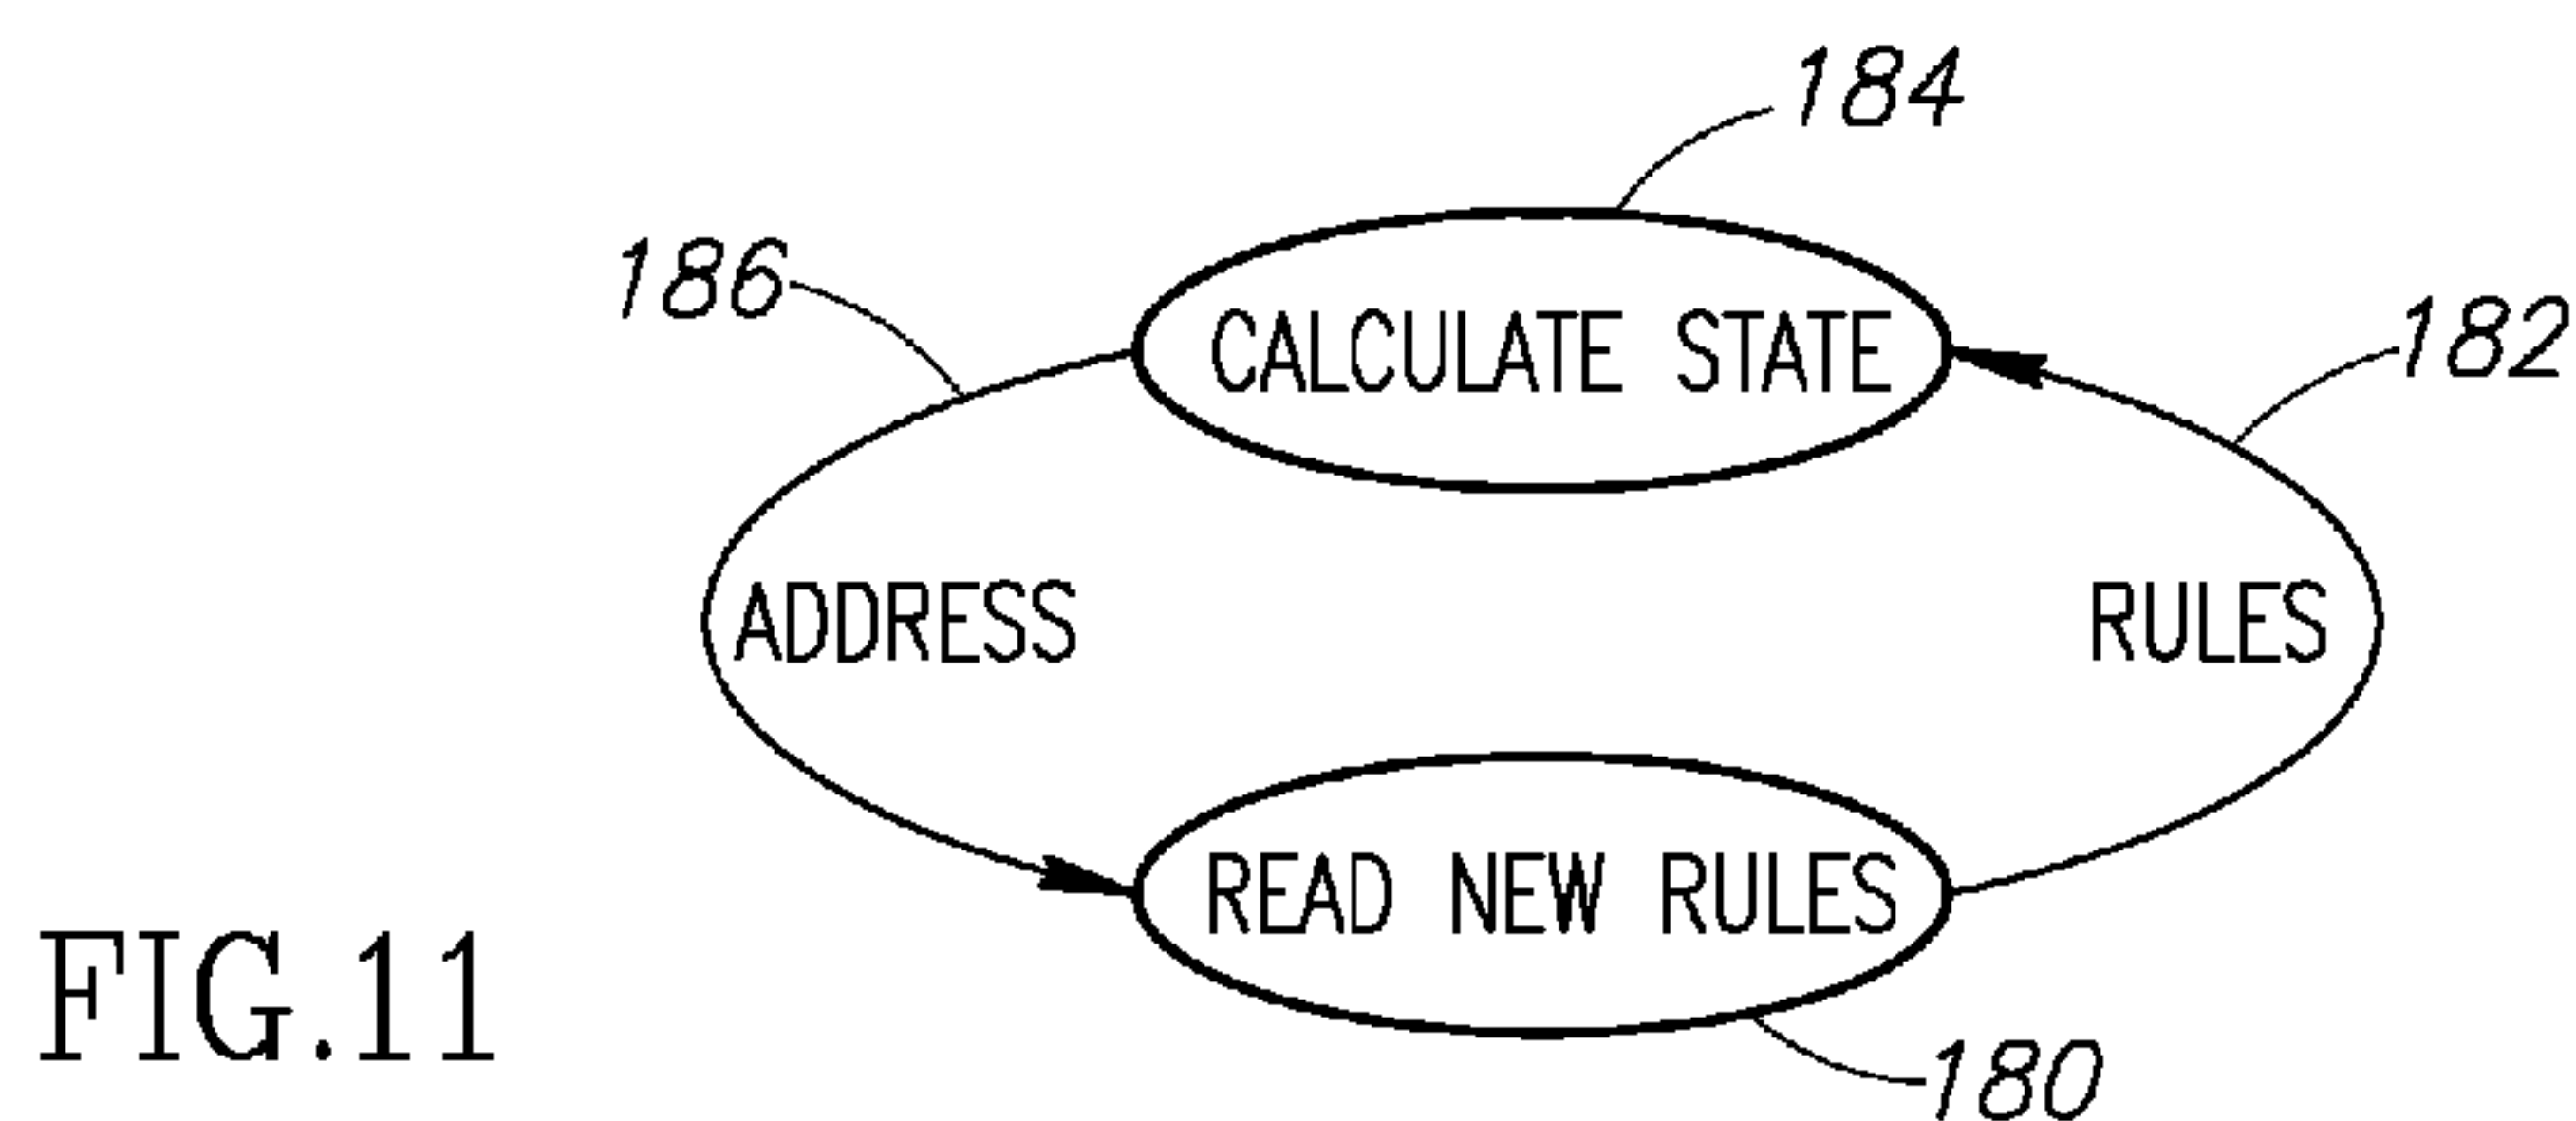 184
186
CALCULATE STATE
182
ADDRESS
RULES
READ NEW RULES
FIG.11
180